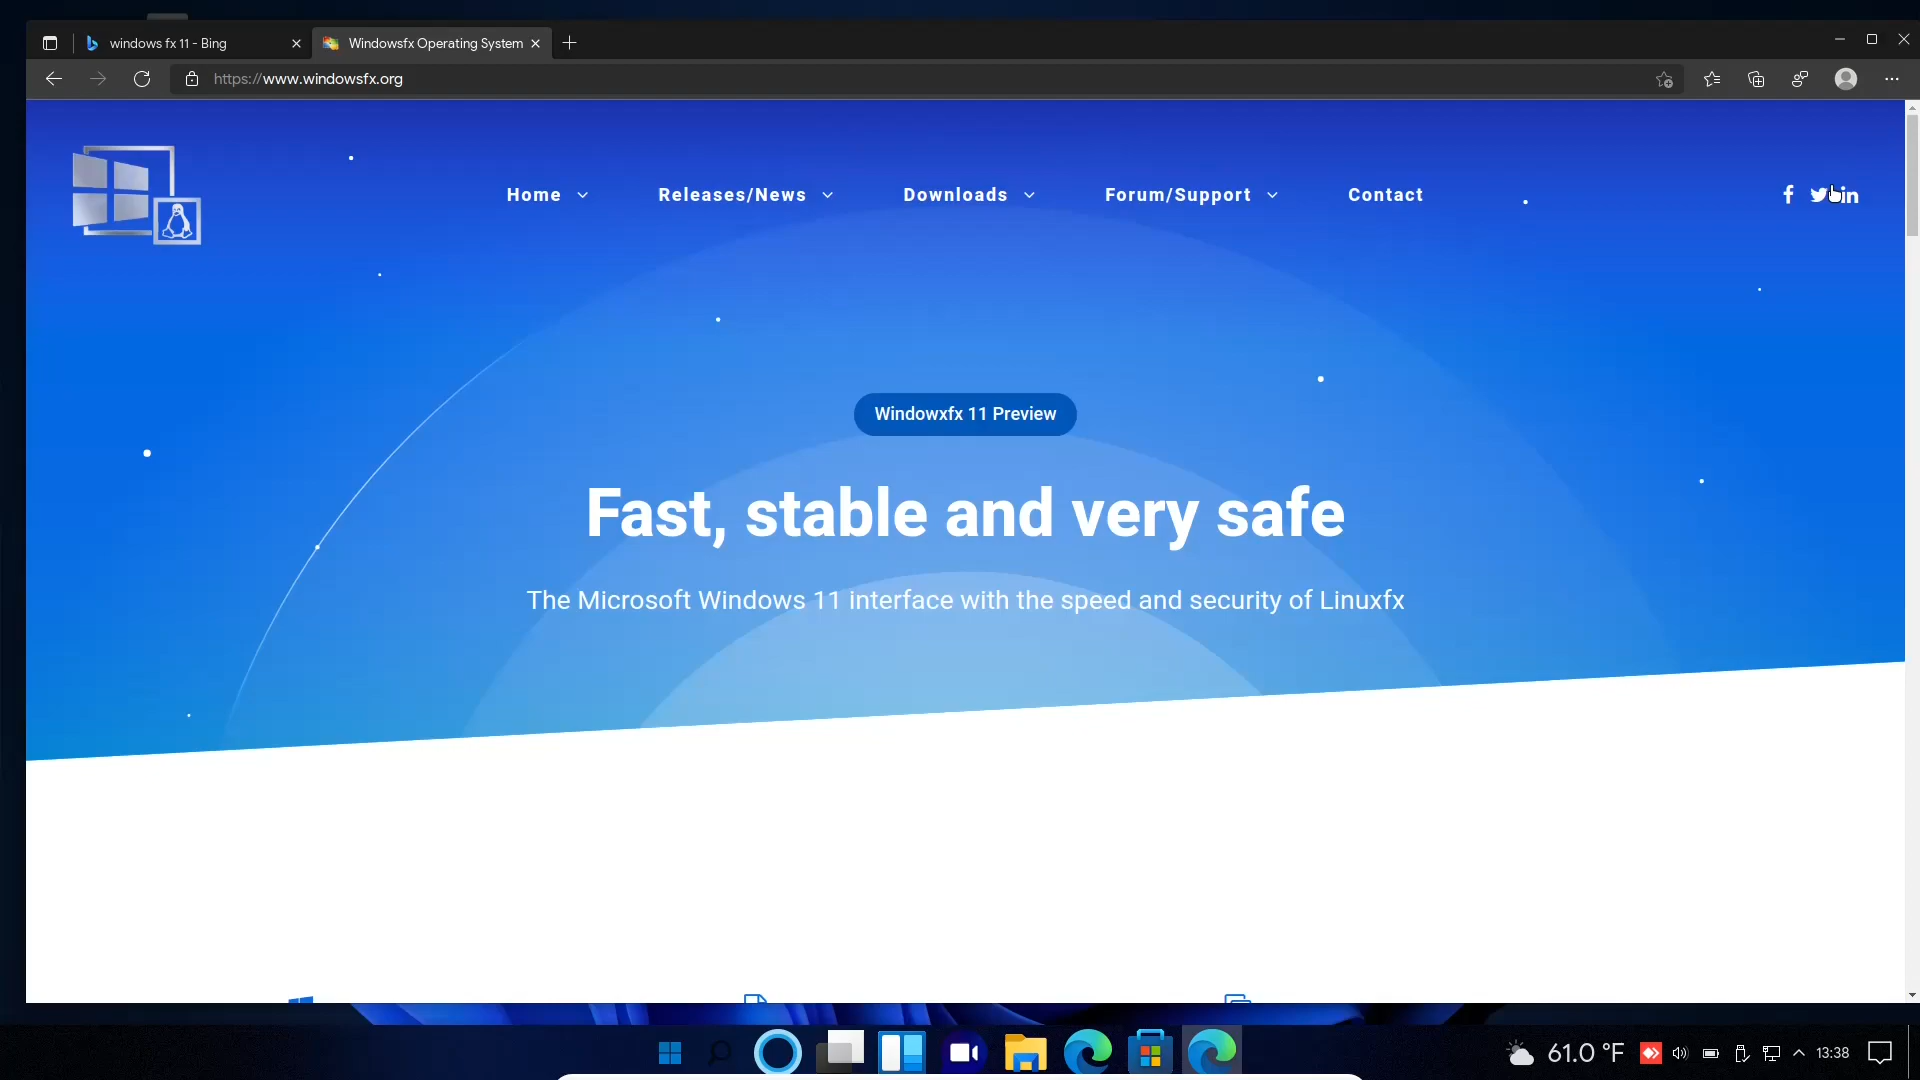 windows fx 11 - Bing
Windowsfx Operating System
https://www.windowsfx.org
Home
Releases/News
Downloads
Forum/Support
Contact
Windowxfx 11 Preview
Fast, stable and very safe
The Microsoft Windows 11 interface with the speed and security of Linuxfx
61.0 °F
13:38